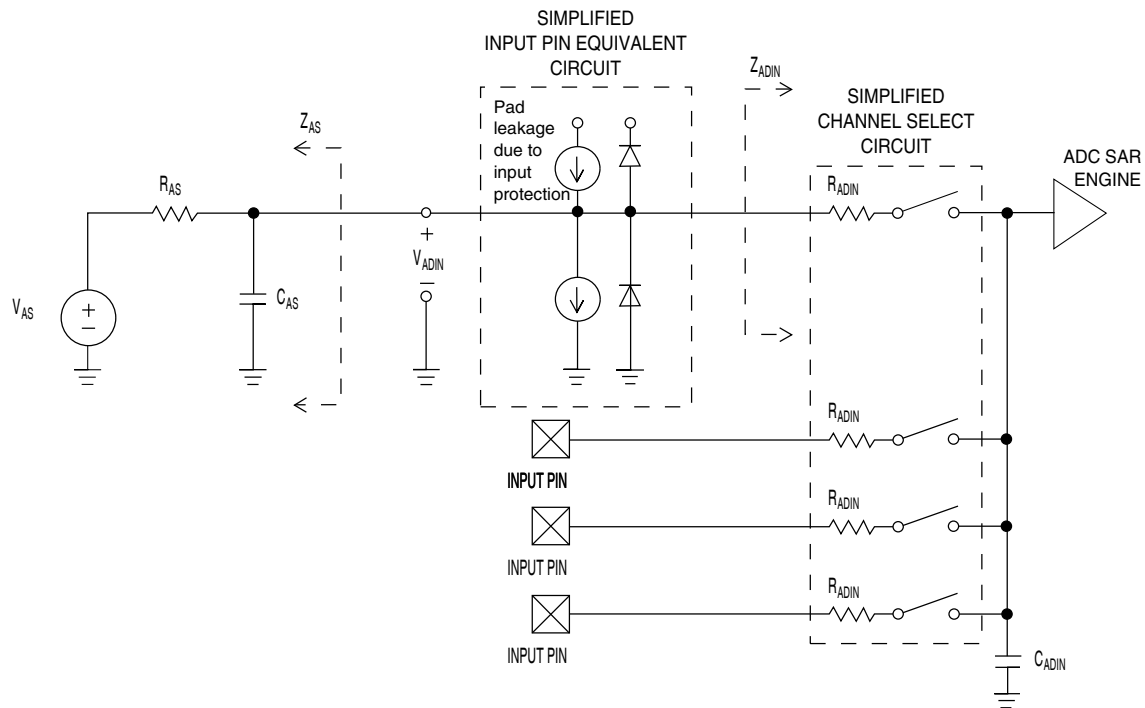 SIMPLIFIED
INPUT PIN EQUIVALENT
CIRCUIT
Pad
leakage
due to
input
protection
Z_ADIN
SIMPLIFIED
CHANNEL SELECT
CIRCUIT
ADC SAR
ENGINE
Z_AS
R_AS
R_ADIN
+
V_ADIN
–
C_AS
V_AS
+
–
R_ADIN
INPUT PIN
R_ADIN
INPUT PIN
R_ADIN
INPUT PIN
C_ADIN